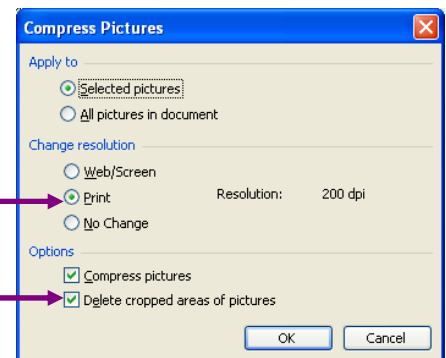 Compress Pictures
Apply to
Selected pictures
All pictures in document
Change resolution
Web/Screen
Print Resolution: 200 dpi
No Change
Options
Compress pictures
Delete cropped areas of pictures
OK Cancel